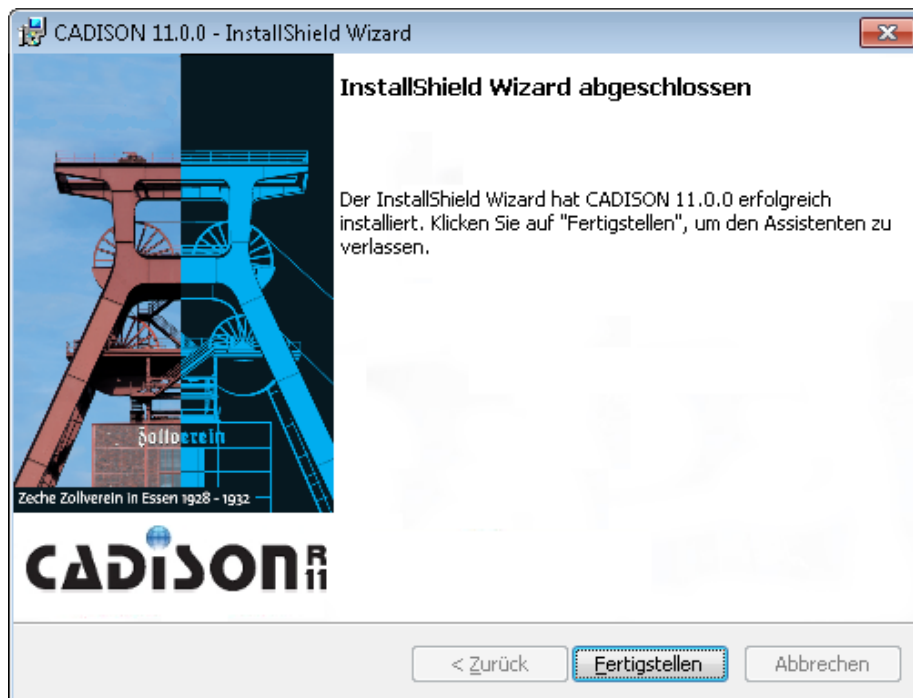 CADISON 11.0.0 - InstallShield Wizard
InstallShield Wizard abgeschlossen
Der InstallShield Wizard hat CADISON 11.0.0 erfolgreich
installiert. Klicken Sie auf "Fertigstellen", um den Assistenten zu
verlassen.
Zollverein
Zeche Zollverein in Essen 1928 - 1932
CADISON R
11
< Zurück
Fertigstellen
Abbrechen